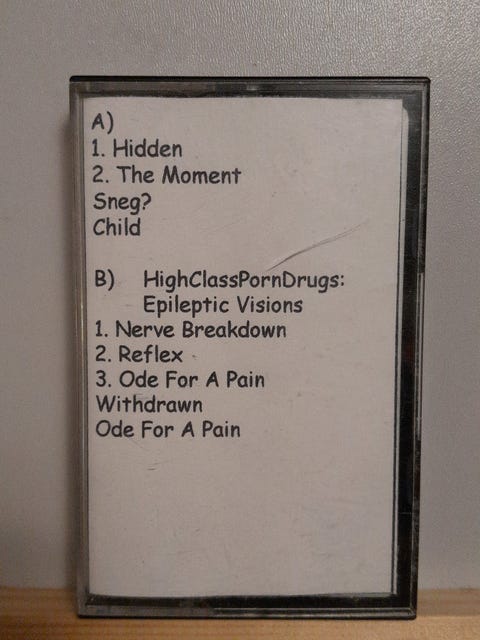 A)
1. Hidden
2. The Moment
Sneg?
Child
B) HighClassPornDrugs:
Epileptic Visions
1. Nerve Breakdown
2. Reflex
3. Ode For A Pain
Withdrawn
Ode For A Pain